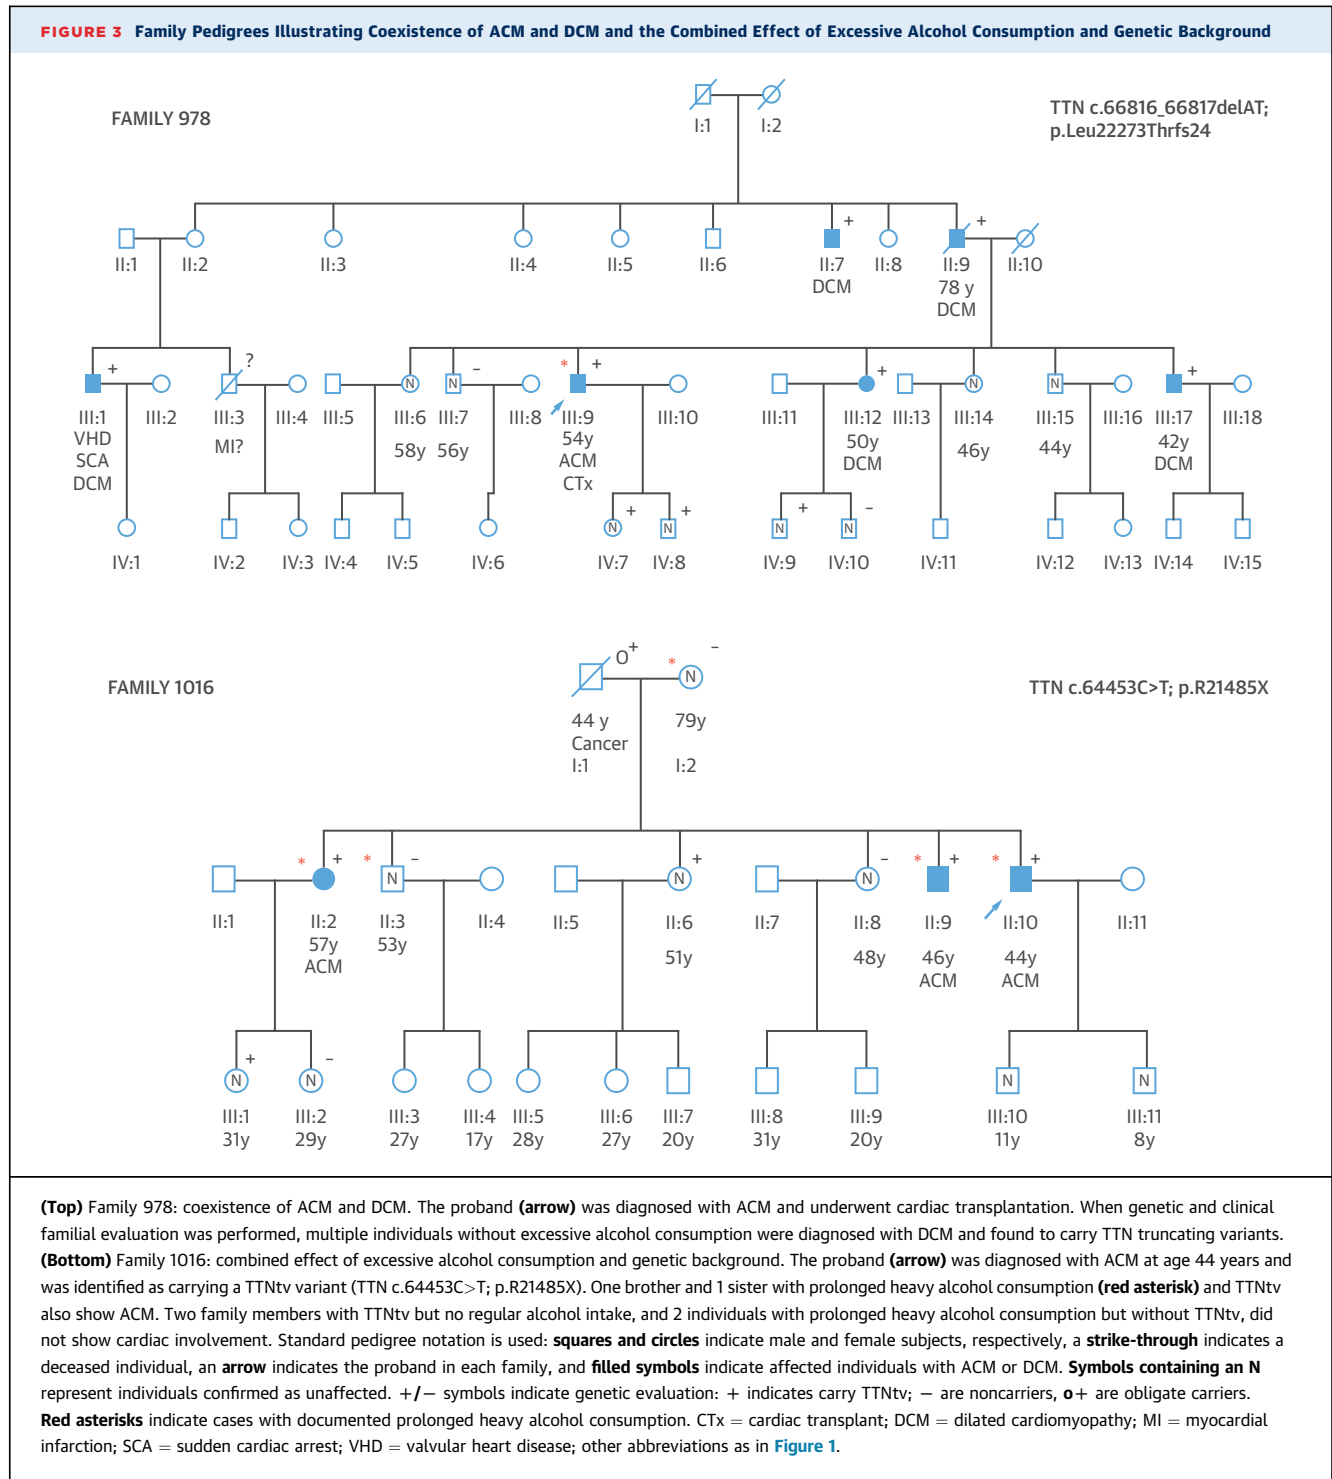 FIGURE 3 Family Pedigrees Illustrating Coexistence of ACM and DCM and the Combined Effect of Excessive Alcohol Consumption and Genetic Background
FAMILY 978
TTN c.66816_66817delAT;
p.Leu22273Thrfs24
I:1 I:2
+ +
II:1 II:2 II:3 II:4 II:5 II:6 II:7 II:8 II:9 II:10
DCM 78 y
DCM
+ ? – * + + +
N N N N
III:1 III:2 III:3 III:4 III:5 III:6 III:7 III:8 III:9 III:10 III:11 III:12 III:13 III:14 III:15 III:16 III:17 III:18
VHD MI? 58y 56y 54y 50y 46y 44y 42y
SCA ACM DCM DCM
DCM CTx
+ + + –
N N N N
IV:1 IV:2 IV:3 IV:4 IV:5 IV:6 IV:7 IV:8 IV:9 IV:10 IV:11 IV:12 IV:13 IV:14 IV:15
FAMILY 1016
TTN c.64453C>T; p.R21485X
O+ * –
N
44 y 79y
Cancer
I:1 I:2
* + * – + – * + * +
N N N
II:1 II:2 II:3 II:4 II:5 II:6 II:7 II:8 II:9 II:10 II:11
57y 53y 51y 48y 46y 44y
ACM ACM ACM
+ –
N N N N
III:1 III:2 III:3 III:4 III:5 III:6 III:7 III:8 III:9 III:10 III:11
31y 29y 27y 17y 28y 27y 20y 31y 20y 11y 8y
(Top) Family 978: coexistence of ACM and DCM. The proband (arrow) was diagnosed with ACM and underwent cardiac transplantation. When genetic and clinical
familial evaluation was performed, multiple individuals without excessive alcohol consumption were diagnosed with DCM and found to carry TTN truncating variants.
(Bottom) Family 1016: combined effect of excessive alcohol consumption and genetic background. The proband (arrow) was diagnosed with ACM at age 44 years and
was identified as carrying a TTNtv variant (TTN c.64453C>T; p.R21485X). One brother and 1 sister with prolonged heavy alcohol consumption (red asterisk) and TTNtv
also show ACM. Two family members with TTNtv but no regular alcohol intake, and 2 individuals with prolonged heavy alcohol consumption but without TTNtv, did
not show cardiac involvement. Standard pedigree notation is used: squares and circles indicate male and female subjects, respectively, a strike-through indicates a
deceased individual, an arrow indicates the proband in each family, and filled symbols indicate affected individuals with ACM or DCM. Symbols containing an N
represent individuals confirmed as unaffected. +/− symbols indicate genetic evaluation: + indicates carry TTNtv; − are noncarriers, o+ are obligate carriers.
Red asterisks indicate cases with documented prolonged heavy alcohol consumption. CTx = cardiac transplant; DCM = dilated cardiomyopathy; MI = myocardial
infarction; SCA = sudden cardiac arrest; VHD = valvular heart disease; other abbreviations as in Figure 1.